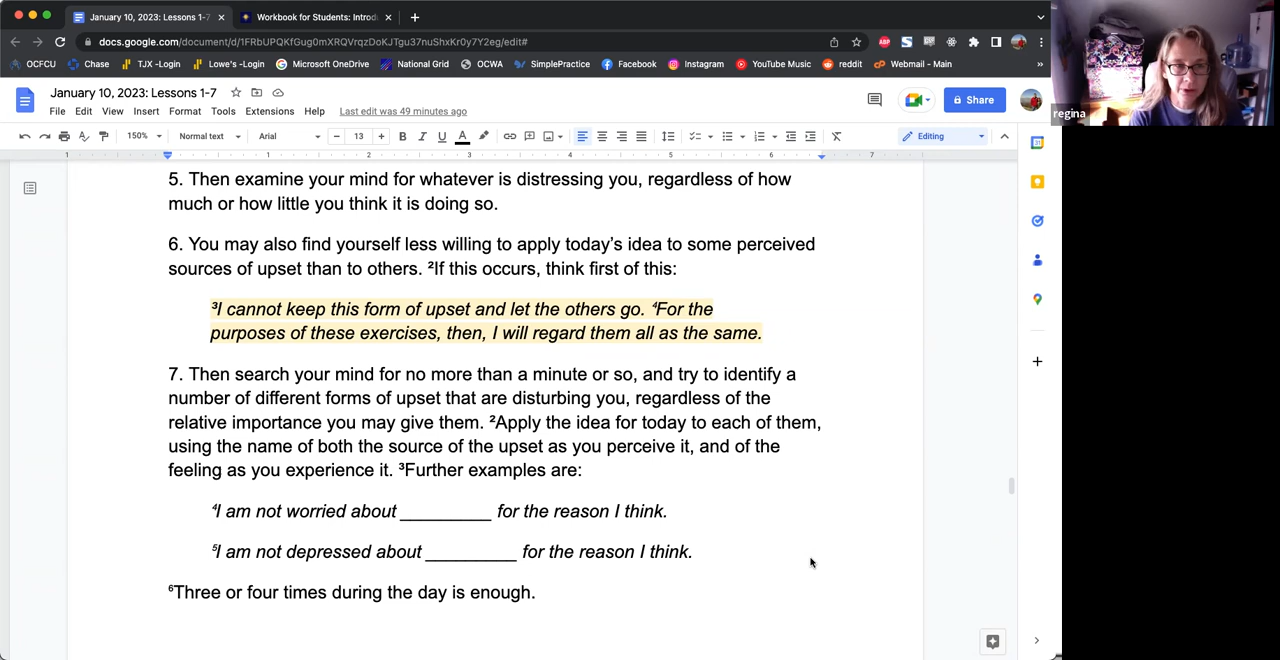 January 10, 2023: Lessons 1-7
Workbook for Students: Introd
docs.google.com/document/d/1FRbUPQKfGug0mXRQVrqzDoKJTgu37nuShxKr0y7Y2eg/edit#
OCFCU Chase TJX -Login Lowe's -Login Microsoft OneDrive National Grid OCWA SimplePractice Facebook Instagram YouTube Music reddit Webmail - Main »
January 10, 2023: Lessons 1-7
Share
regina
File Edit View Insert Format Tools Extensions Help Last edit was 49 minutes ago
150% Normal text Arial 13 Editing
1 1 2 3 4 5 6 7
5. Then examine your mind for whatever is distressing you, regardless of how
much or how little you think it is doing so.
6. You may also find yourself less willing to apply today’s idea to some perceived
sources of upset than to others. ²If this occurs, think first of this:
³I cannot keep this form of upset and let the others go. ⁴For the
purposes of these exercises, then, I will regard them all as the same.
7. Then search your mind for no more than a minute or so, and try to identify a
number of different forms of upset that are disturbing you, regardless of the
relative importance you may give them. ²Apply the idea for today to each of them,
using the name of both the source of the upset as you perceive it, and of the
feeling as you experience it. ³Further examples are:
⁴I am not worried about _________ for the reason I think.
⁵I am not depressed about _________ for the reason I think.
⁶Three or four times during the day is enough.